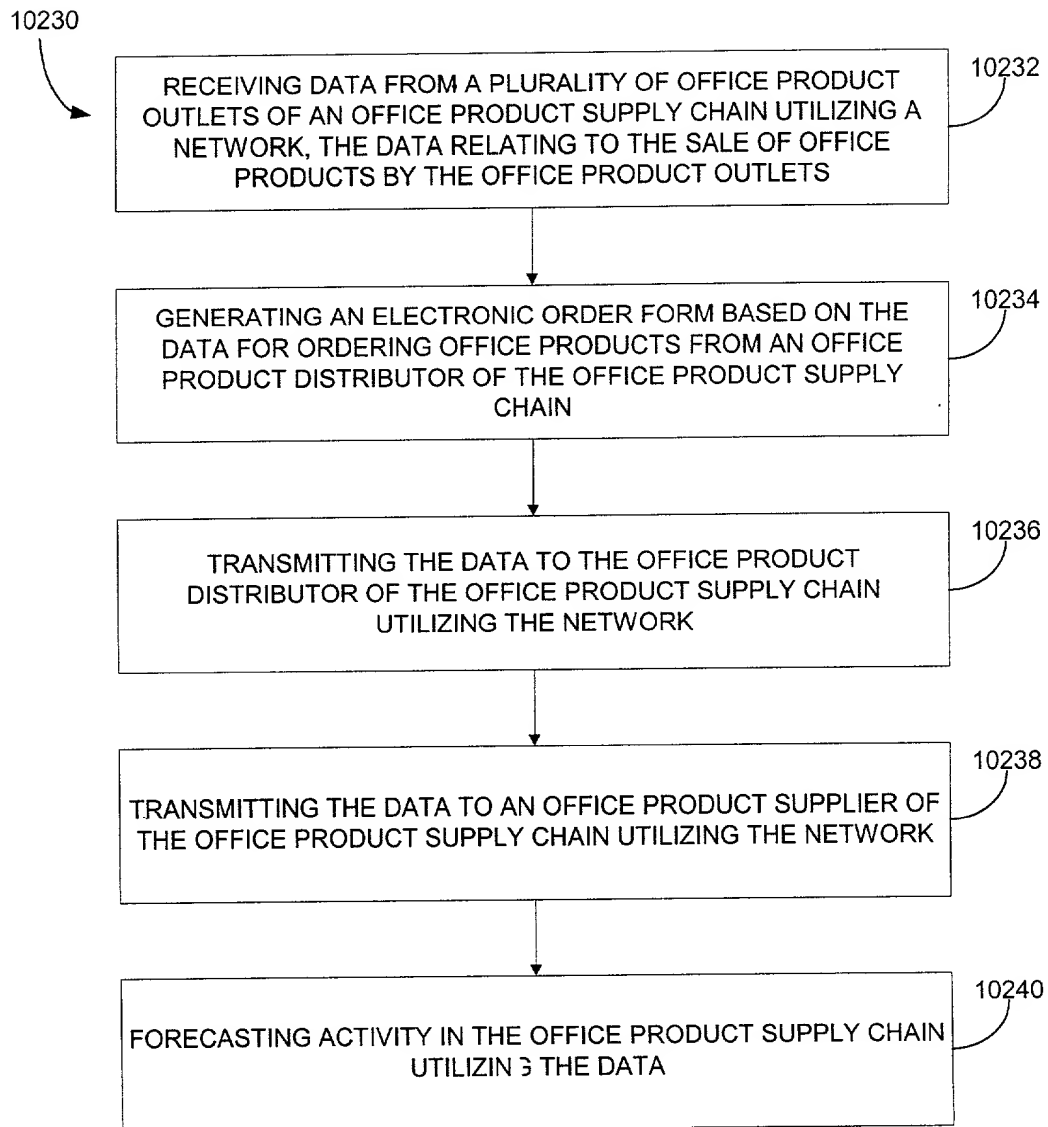 10230
RECEIVING DATA FROM A PLURALITY OF OFFICE PRODUCT
OUTLETS OF AN OFFICE PRODUCT SUPPLY CHAIN UTILIZING A
NETWORK, THE DATA RELATING TO THE SALE OF OFFICE
PRODUCTS BY THE OFFICE PRODUCT OUTLETS
10232
GENERATING AN ELECTRONIC ORDER FORM BASED ON THE
DATA FOR ORDERING OFFICE PRODUCTS FROM AN OFFICE
PRODUCT DISTRIBUTOR OF THE OFFICE PRODUCT SUPPLY
CHAIN
10234
TRANSMITTING THE DATA TO THE OFFICE PRODUCT
DISTRIBUTOR OF THE OFFICE PRODUCT SUPPLY CHAIN
UTILIZING THE NETWORK
10236
TRANSMITTING THE DATA TO AN OFFICE PRODUCT SUPPLIER OF
THE OFFICE PRODUCT SUPPLY CHAIN UTILIZING THE NETWORK
10238
FORECASTING ACTIVITY IN THE OFFICE PRODUCT SUPPLY CHAIN
UTILIZING THE DATA
10240